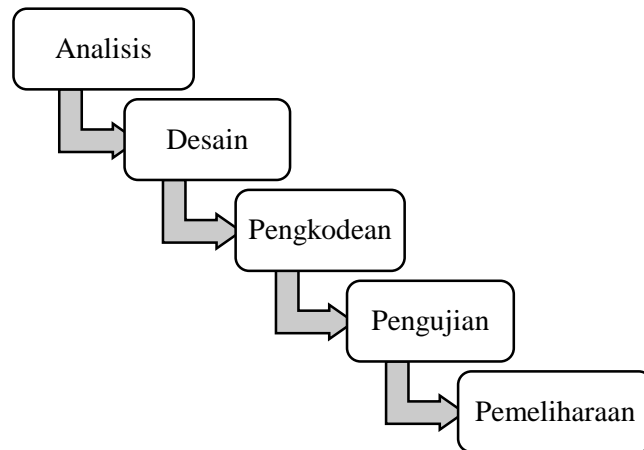 Analisis
Desain
Pengkodean
Pengujian
Pemeliharaan